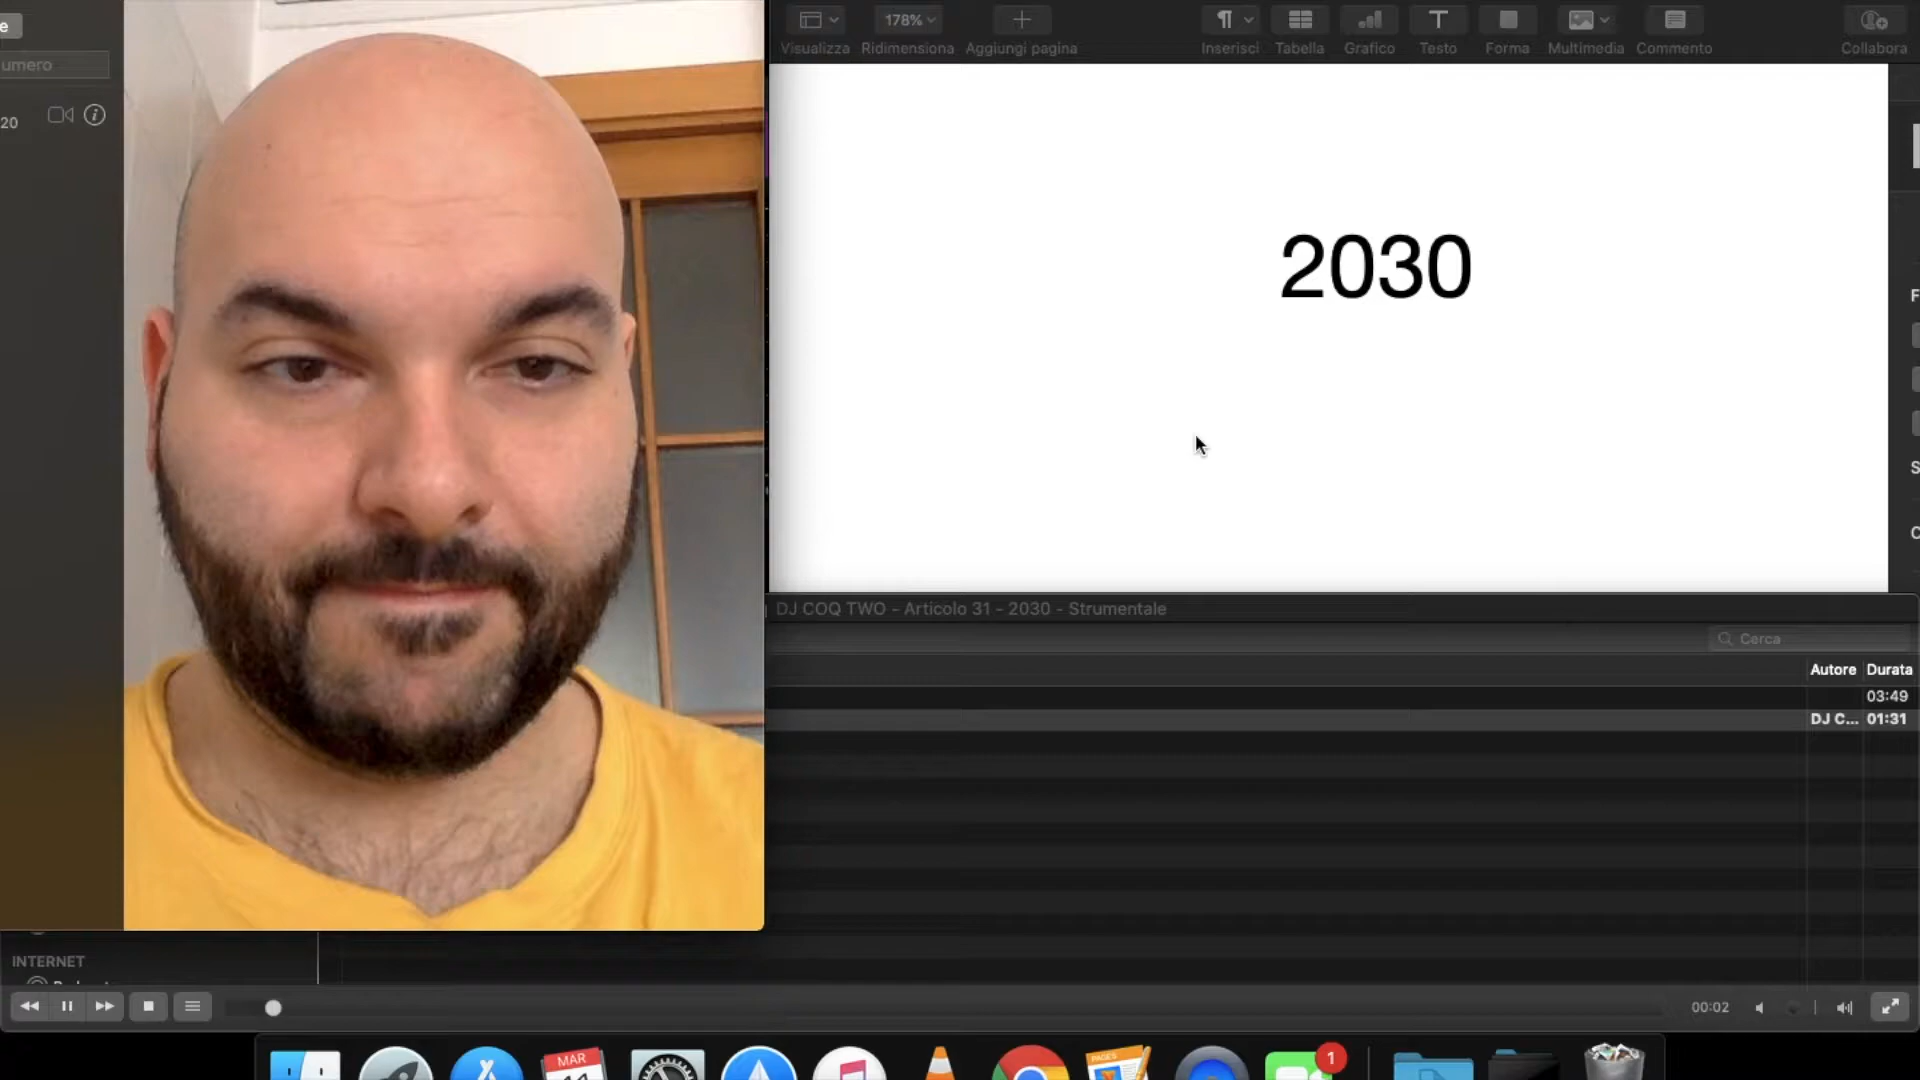 e
umero
20
178%
Visualizza
Ridimensiona
Aggiungi pagina
Inserisci
Tabella
Grafico
Testo
Forma
Multimedia
Commento
Collabora
2030
F
S
C
DJ COQ TWO - Articolo 31 - 2030 - Strumentale
Cerca
Autore Durata
03:49
DJ C... 01:31
INTERNET
00:02
MAR
PAGES
1